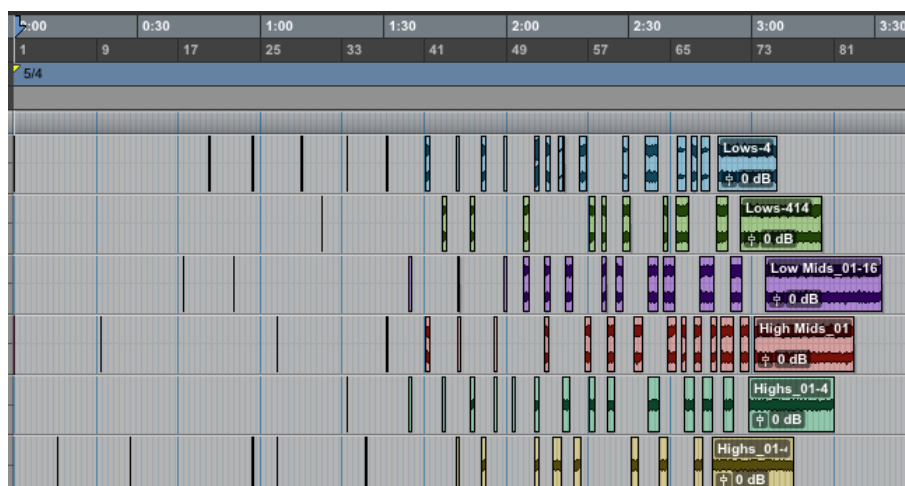 0:00 0:30 1:00 1:30 2:00 2:30 3:00 3:30
1 9 17 25 33 41 49 57 65 73 81
5/4
Lows-4
0 dB
Lows-414
0 dB
Low Mids_01-16
0 dB
High Mids_01
0 dB
Highs_01-4
0 dB
Highs_01-4
0 dB